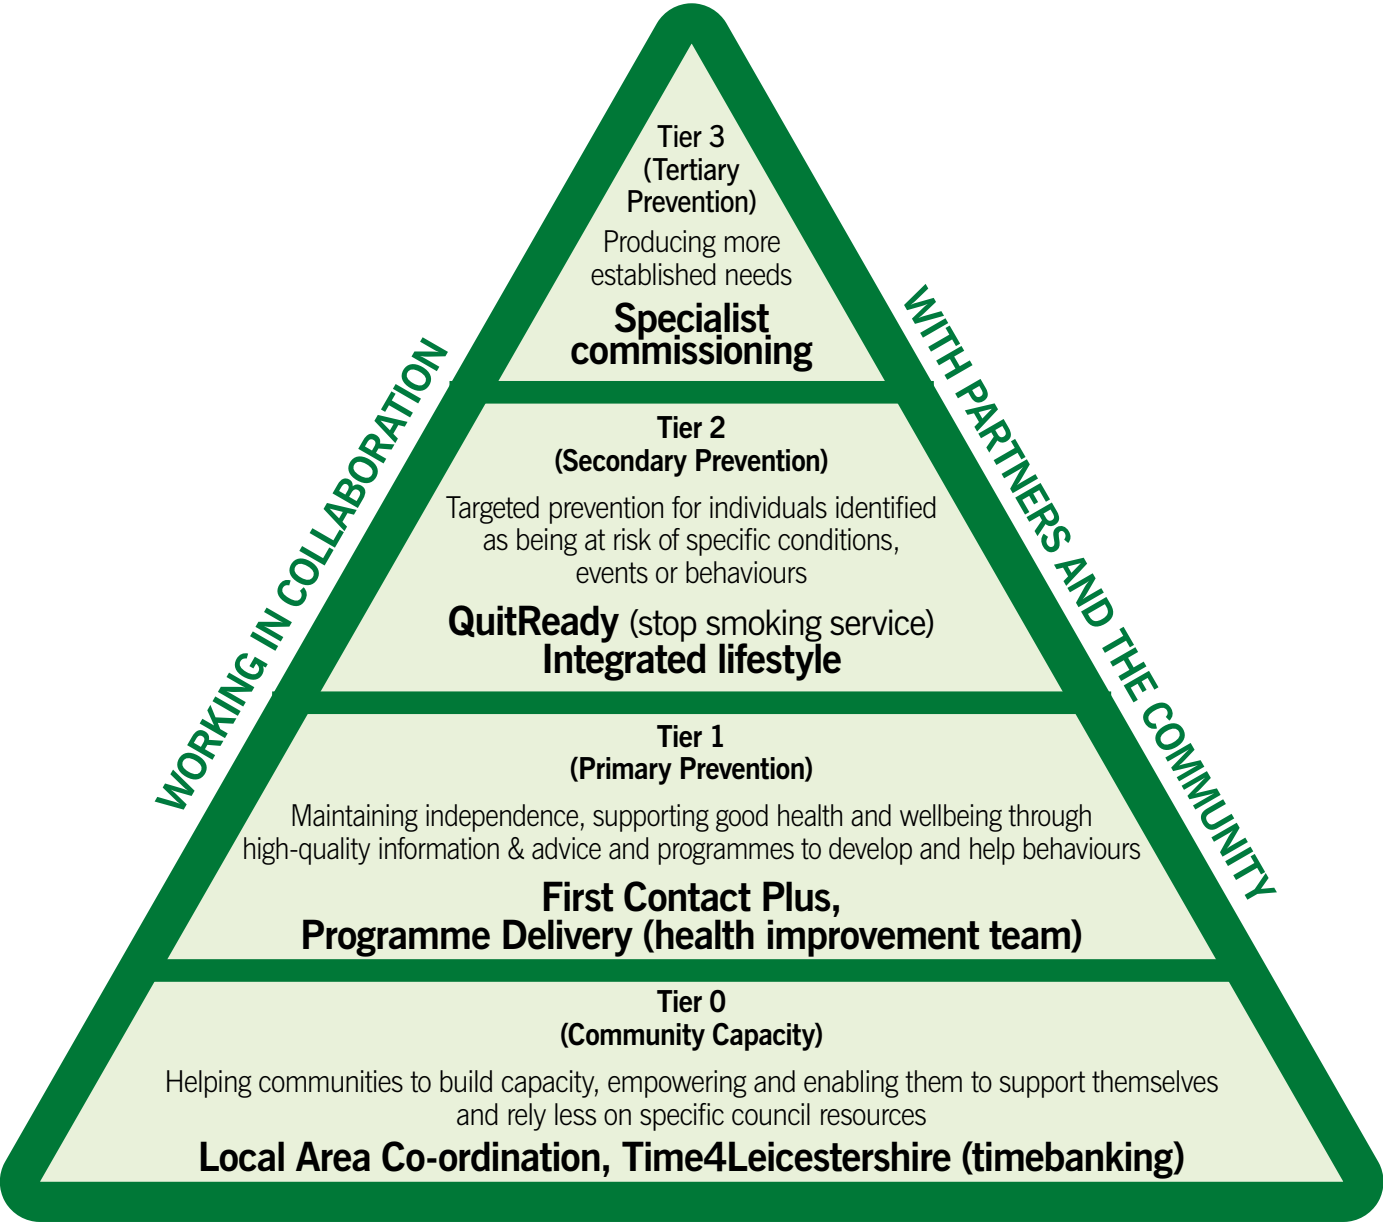 Tier 3
(Tertiary
Prevention)
Producing more
established needs
Specialist
commissioning
WORKING IN COLLABORATION
WITH PARTNERS AND THE COMMUNITY
Tier 2
(Secondary Prevention)
Targeted prevention for individuals identified
as being at risk of specific conditions,
events or behaviours
QuitReady (stop smoking service)
Integrated lifestyle
Tier 1
(Primary Prevention)
Maintaining independence, supporting good health and wellbeing through
high-quality information & advice and programmes to develop and help behaviours
First Contact Plus,
Programme Delivery (health improvement team)
Tier 0
(Community Capacity)
Helping communities to build capacity, empowering and enabling them to support themselves
and rely less on specific council resources
Local Area Co-ordination, Time4Leicestershire (timebanking)